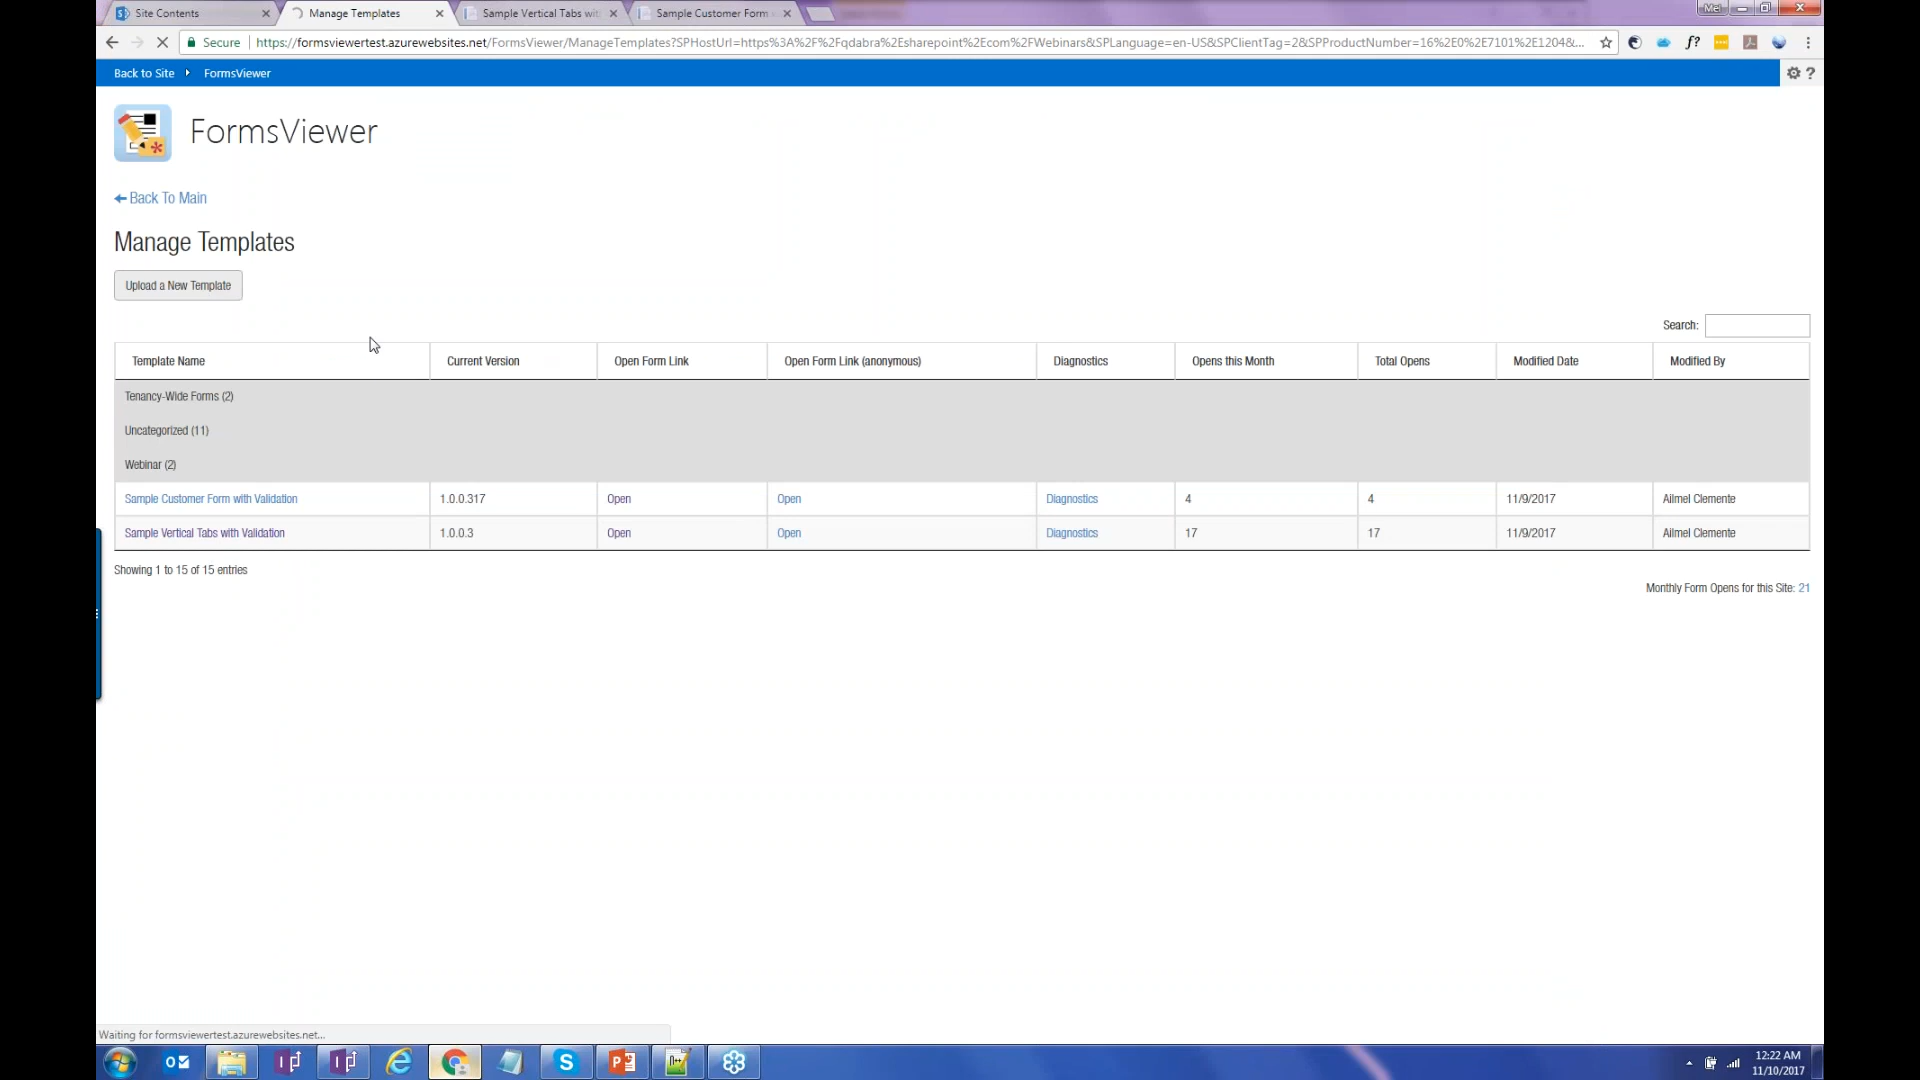 Site Contents
Manage Templates
Sample Vertical Tabs wit
Sample Customer Form
Mel
Secure
https://formsviewertest.azurewebsites.net/FormsViewer/ManageTemplates?SPHostUrl=https%3A%2F%2Fqdabra%2Esharepoint%2Ecom%2FWebinars&SPLanguage=en-US&SPClientTag=2&SPProductNumber=16%2E0%2E7101%2E1204&...
f?
Back to Site FormsViewer
?
FormsViewer
Back To Main
Manage Templates
Upload a New Template
Search:
Template Name Current Version Open Form Link Open Form Link (anonymous) Diagnostics Opens this Month Total Opens Modified Date Modified By
Tenancy-Wide Forms (2)
Uncategorized (11)
Webinar (2)
Sample Customer Form with Validation 1.0.0.317 Open Open Diagnostics 4 4 11/9/2017 Ailmel Clemente
Sample Vertical Tabs with Validation 1.0.0.3 Open Open Diagnostics 17 17 11/9/2017 Ailmel Clemente
Showing 1 to 15 of 15 entries
Monthly Form Opens for this Site: 21
Waiting for formsviewertest.azurewebsites.net...
12:22 AM
11/10/2017